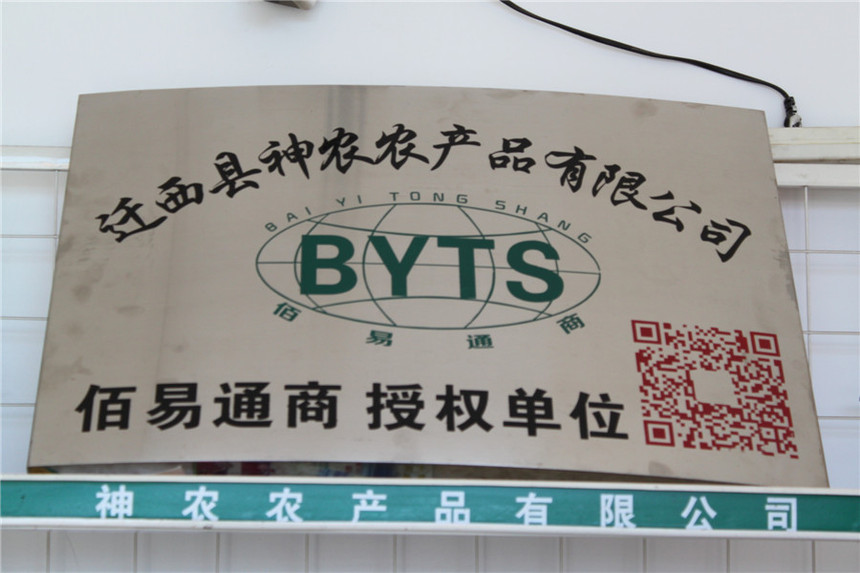 迁西县神农农产品有限公司
BAI YI TONG SHANG
BYTS
佰易通商
佰易通商 授权单位
神农农产品有限公司